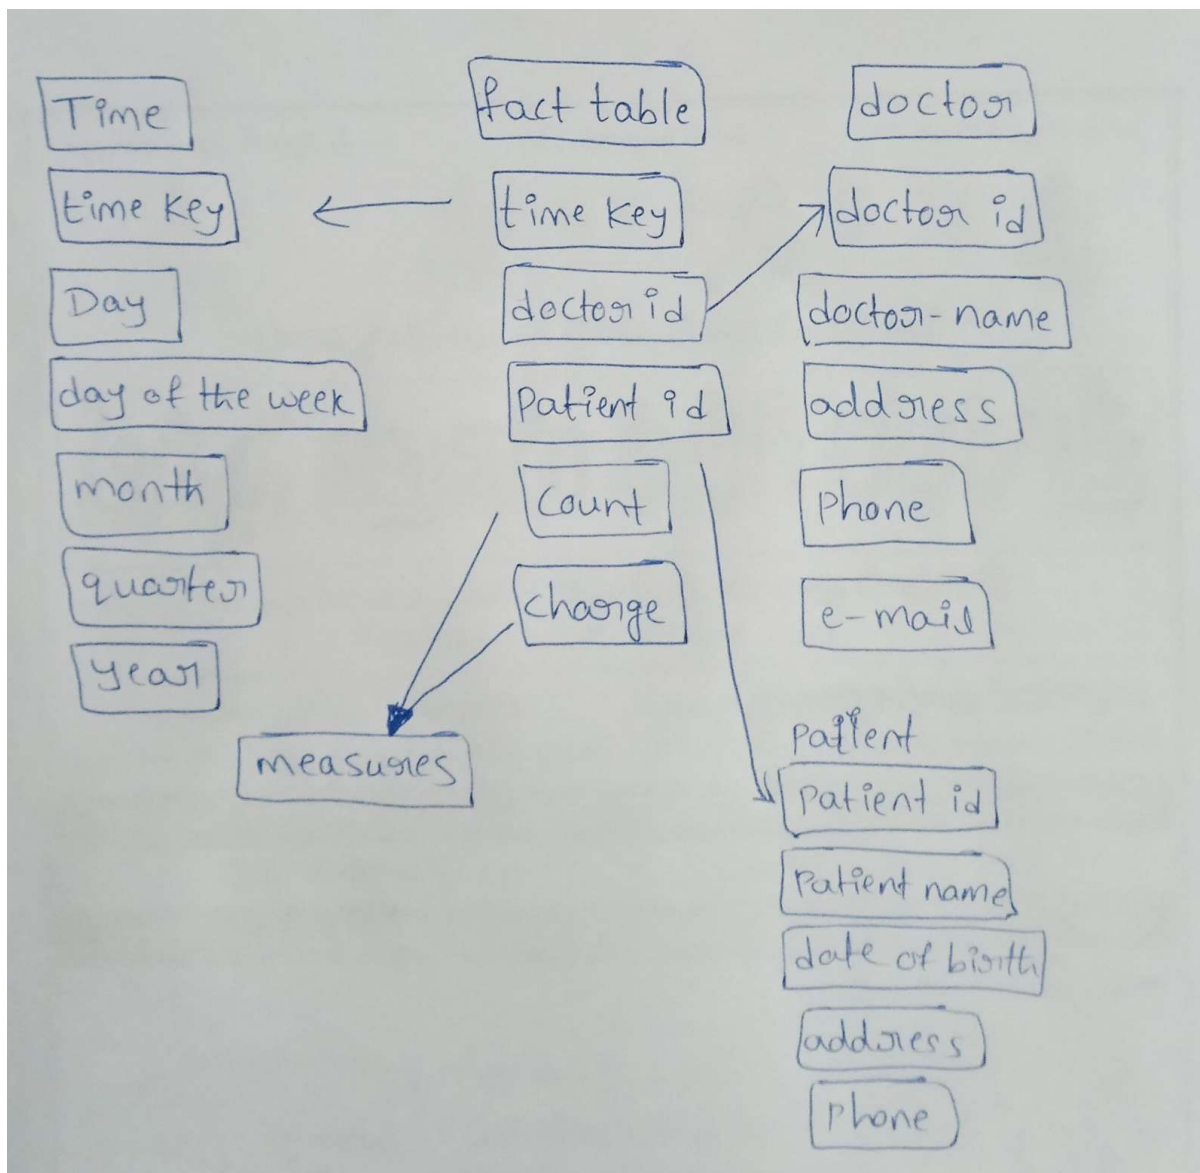 Time
time Key
Day
day of the week
month
quarter
year
fact table
time Key
doctor id
Patient id
Count
Charge
measures
doctor
doctor id
doctor-name
address
Phone
e-mail
Patient
Patient id
Patient name
date of birth
address
Phone